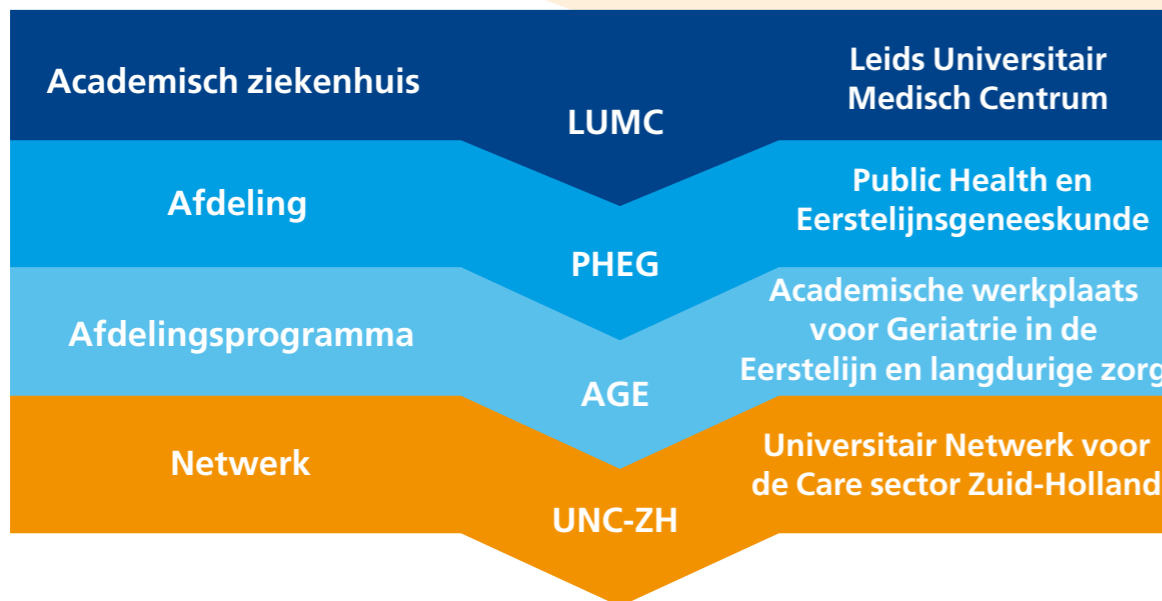 Academisch ziekenhuis
LUMC
Leids Universitair
Medisch Centrum
Afdeling
PHEG
Public Health en
Eerstelijnsgeneeskunde
Afdelingsprogramma
AGE
Academische werkplaats
voor Geriatrie in de
Eerstelijn en langdurige zorg
Netwerk
UNC-ZH
Universitair Netwerk voor
de Care sector Zuid-Holland